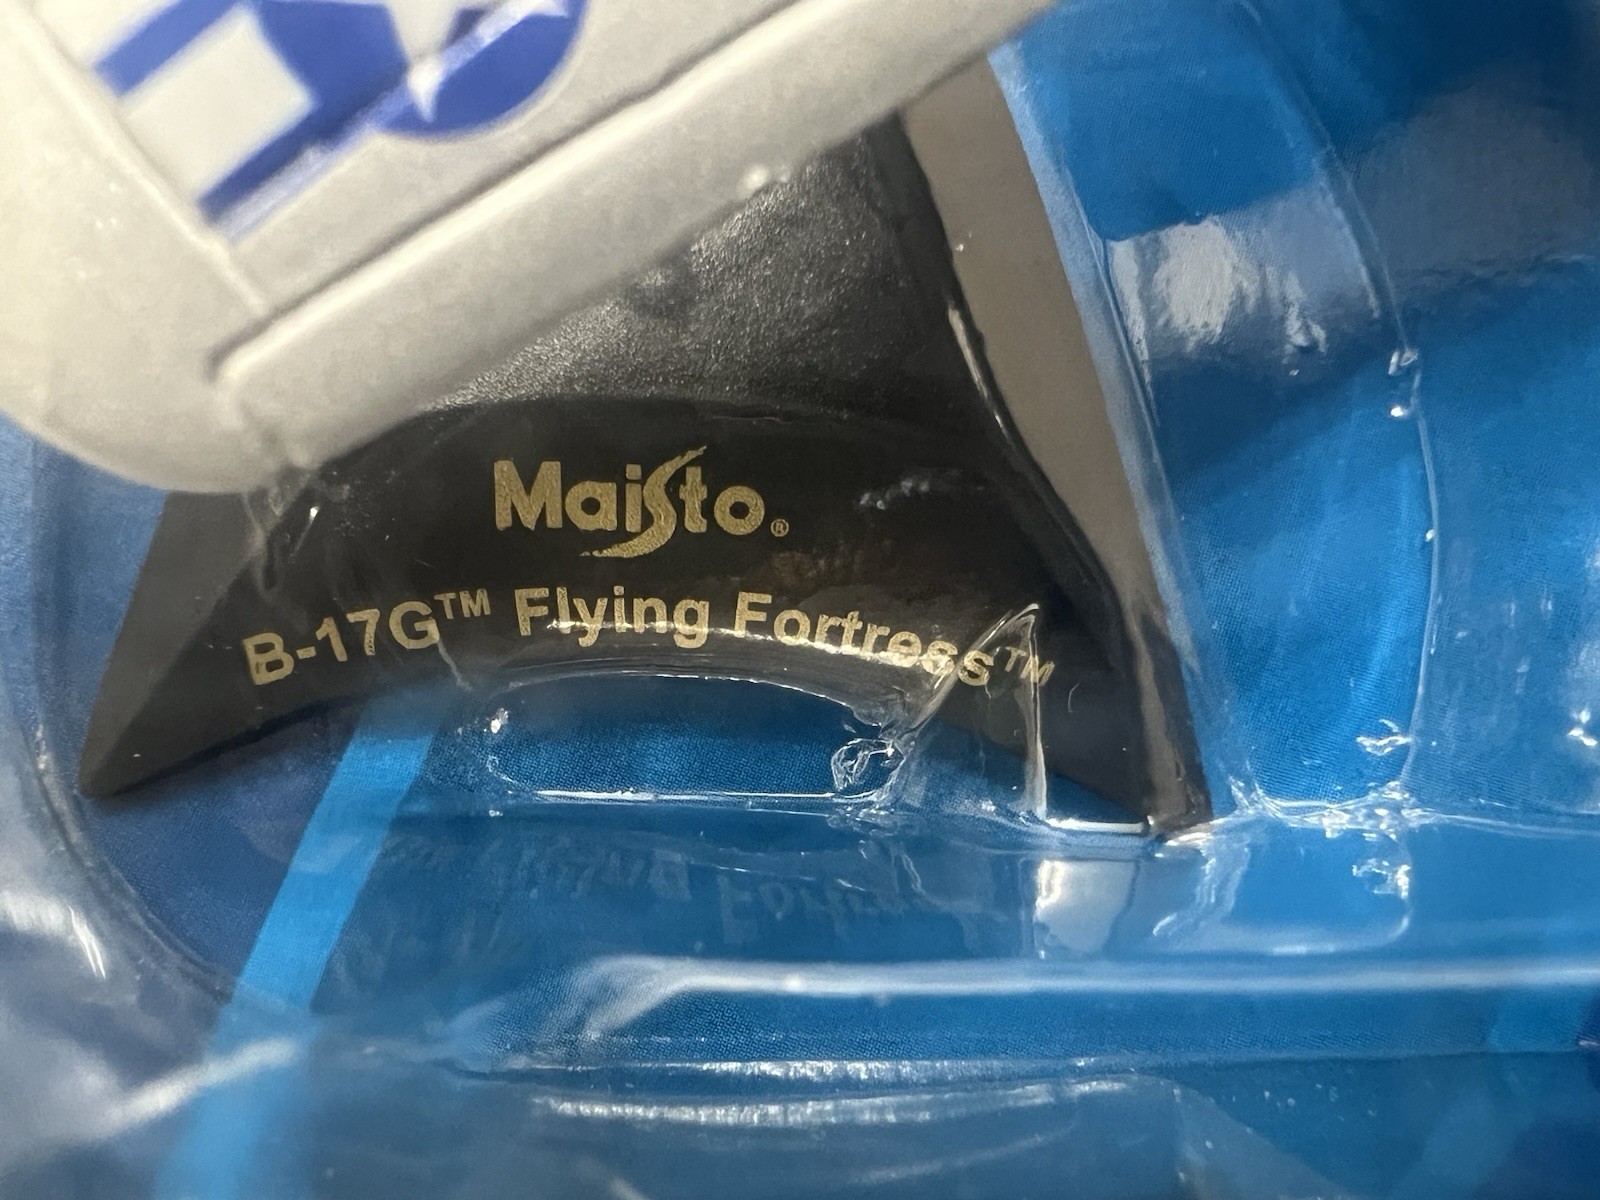 Maisto®
B-17G™ Flying Fortress™